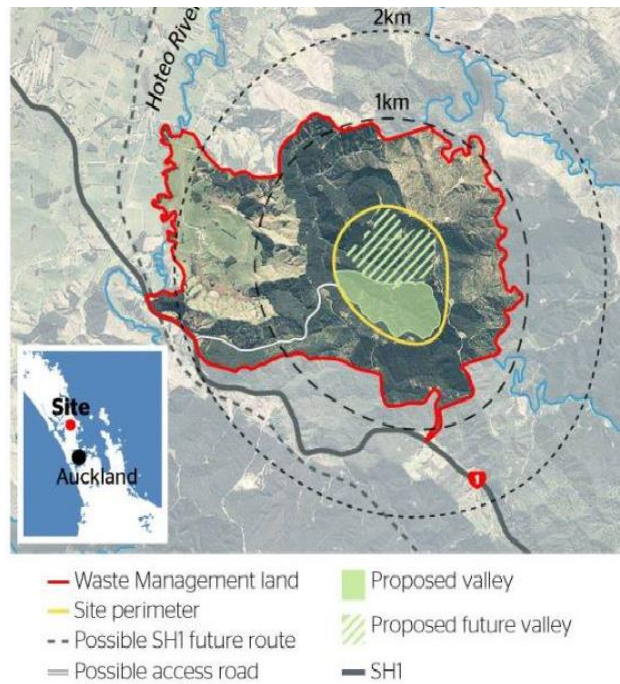 2km
1km
Hoteo River
Site
Auckland
1
Waste Management land
Site perimeter
Possible SH1 future route
Possible access road
Proposed valley
Proposed future valley
SH1